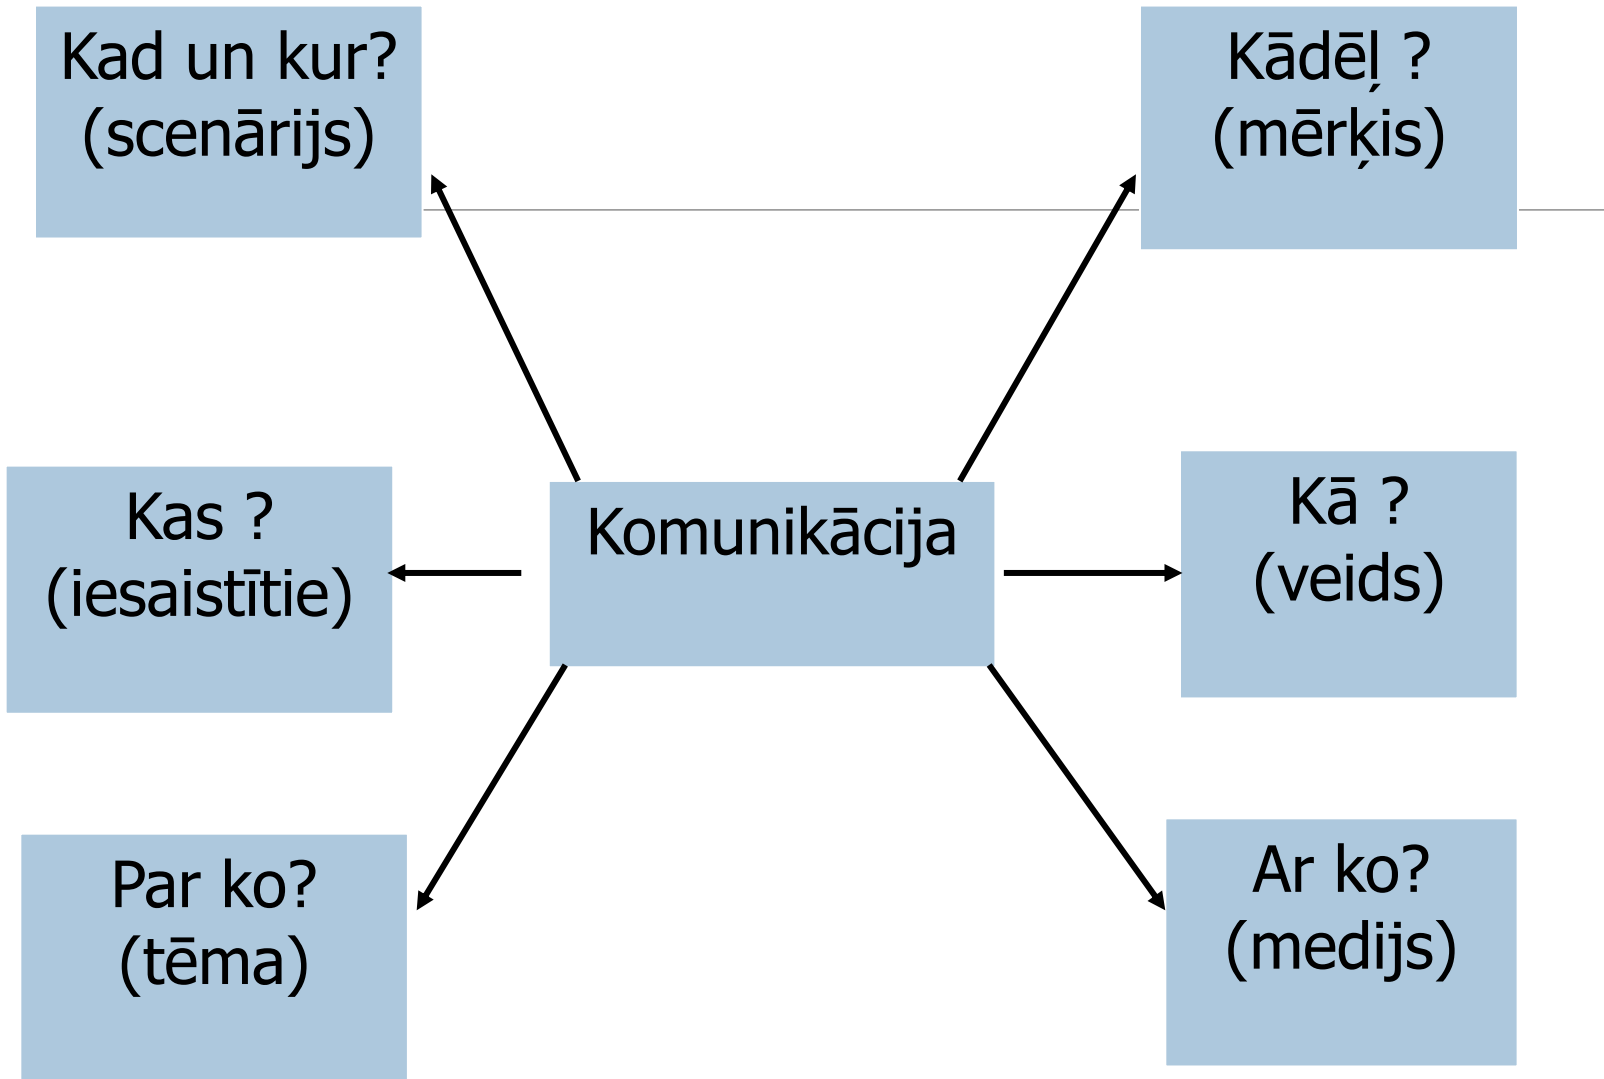 Kad un kur?
(scenārijs)
Kādēļ ?
(mērķis)
Kas ?
(iesaistītie)
Komunikācija
Kā ?
(veids)
Par ko?
(tēma)
Ar ko?
(medijs)